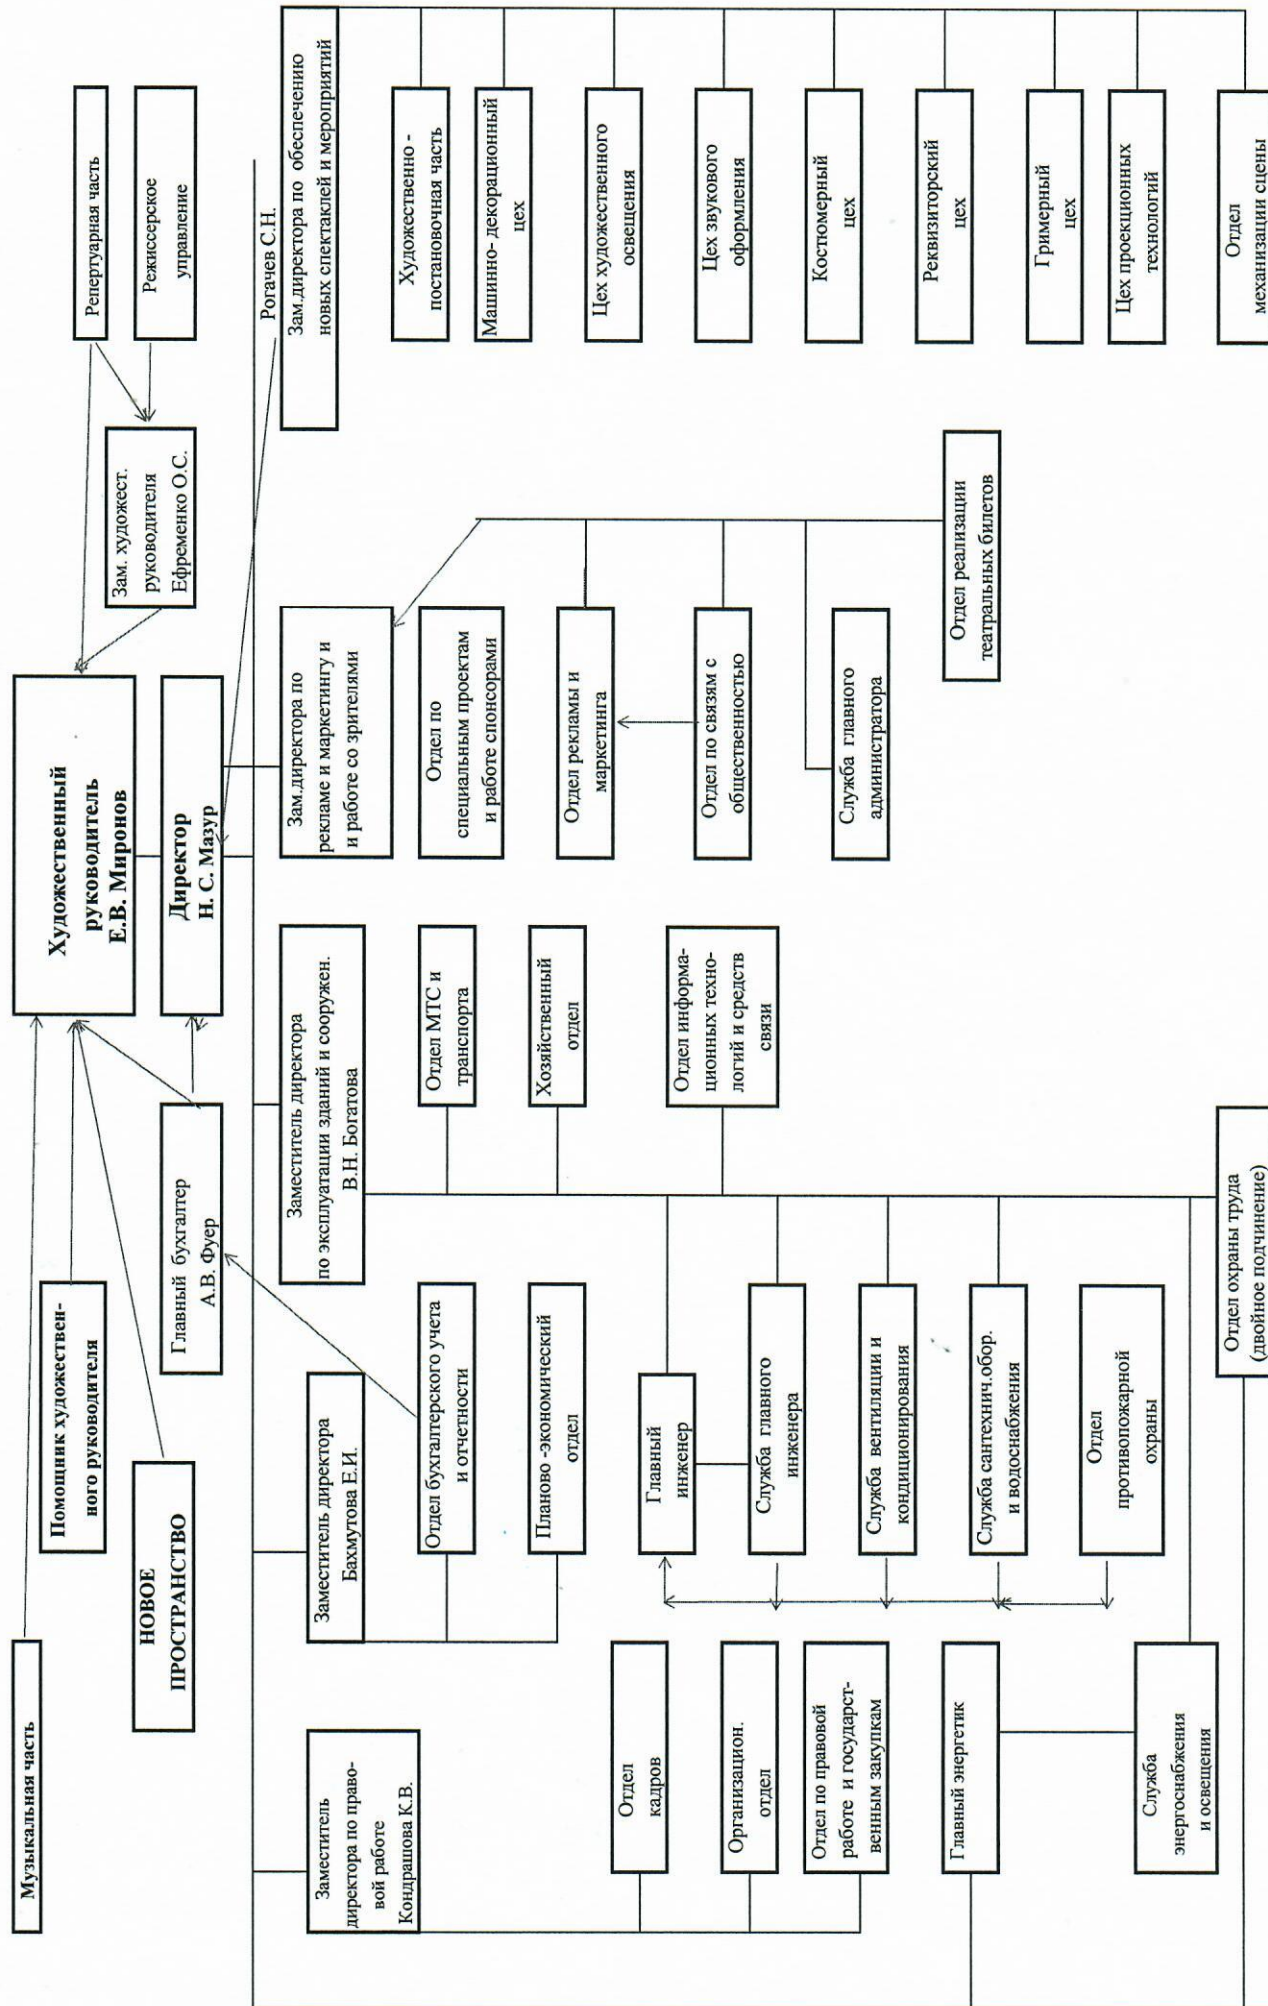 Музыкальная часть
Художественный
руководитель
Е.В. Миронов
Репертуарная часть
Помощник художествен-
ного руководителя
Зам. художест.
руководителя
Ефременко О.С.
Режиссерское
управление
НОВОЕ
ПРОСТРАНСТВО
Главный бухгалтер
А.В. Фуер
Директор
Н. С. Мазур
Рогачев С.Н.
Заместитель
директора по право-
вой работе
Кондрашова К.В.
Заместитель директора
Бахмутова Е.И.
Заместитель директора
по эксплуатации зданий и сооружен.
В.Н. Богатова
Зам.директора по
рекламе и маркетингу и
и работе со зрителями
Зам.директора по обеспечению
новых спектаклей и мероприятий
Отдел бухгалтерского учета
и отчетности
Отдел МТС и
транспорта
Отдел по
специальным проектам
и работе спонсорами
Художественно -
постановочная часть
Машинно- декорационный
цех
Планово -экономический
отдел
Хозяйственный
отдел
Отдел рекламы и
маркетинга
Цех художественного
освещения
Отдел
кадров
Главный
инженер
Отдел информа-
ционных техно-
логий и средств
связи
Отдел по связям с
общественностью
Цех звукового
оформления
Организацион.
отдел
Служба главного
инженера
Служба главного
администратора
Костюмерный
цех
Отдел по правовой
работе и государст-
венным закупкам
Служба вентиляции и
кондиционирования
Отдел реализации
театральных билетов
Реквизиторский
цех
Главный энергетик
Служба сантехнич.обор.
и водоснабжения
Гримерный
цех
Отдел
противопожарной
охраны
Цех проекционных
технологий
Служба
энергоснабжения
и освещения
Отдел охраны труда
(двойное подчинение)
Отдел
механизации сцены